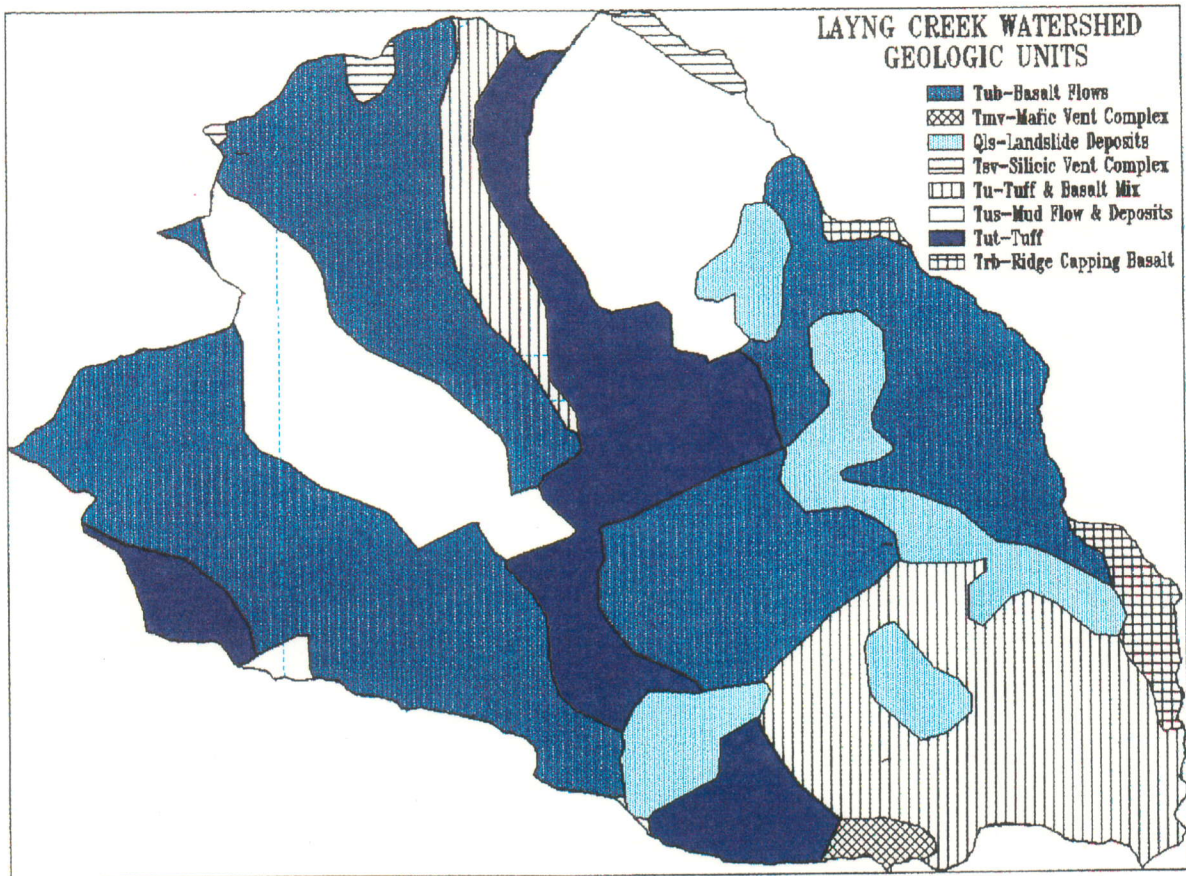 LAYNG CREEK WATERSHED
GEOLOGIC UNITS
Tub-Basalt Flows
Tmv-Mafic Vent Complex
Qls-Landslide Deposits
Tsv-Silicic Vent Complex
Tu-Tuff & Basalt Mix
Tus-Mud Flow & Deposits
Tut-Tuff
Trb-Ridge Capping Basalt